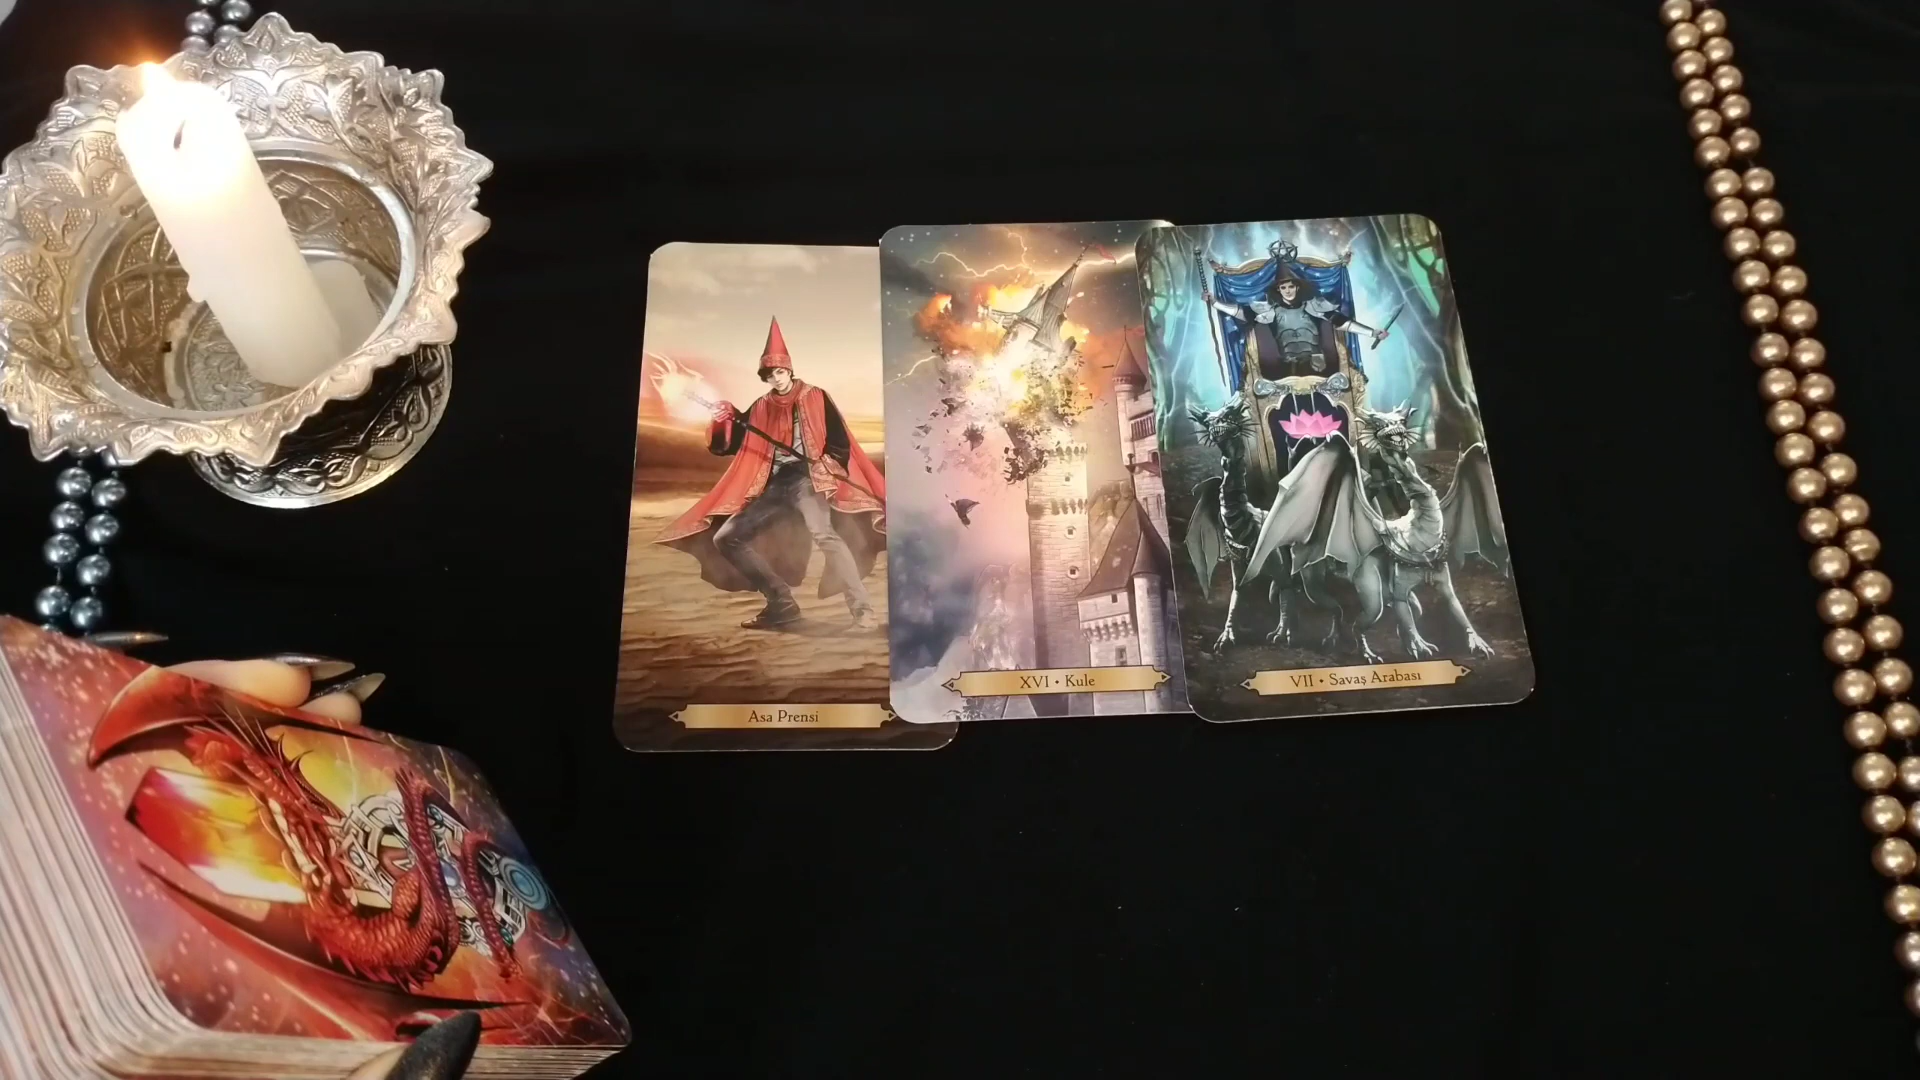 Asa Prensi
XVI • Kule
VII • Savaş Arabası